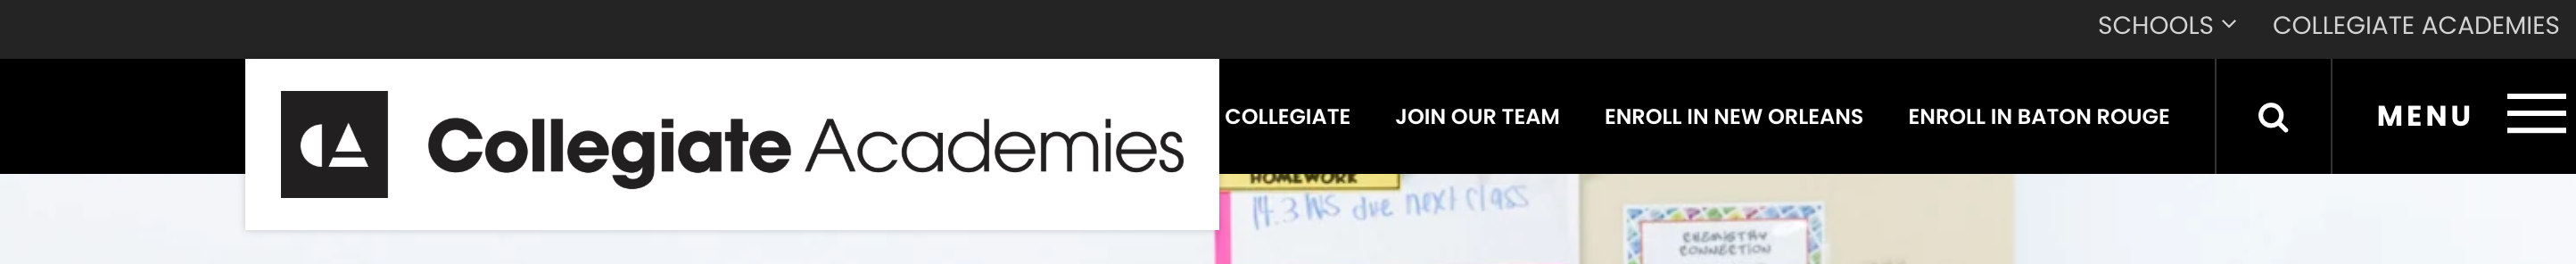 SCHOOLS COLLEGIATE ACADEMIES
CA Collegiate Academies
COLLEGIATE JOIN OUR TEAM ENROLL IN NEW ORLEANS ENROLL IN BATON ROUGE MENU
HOMEWORK
14.3 WS due next class
CHEMISTRY
CONNECTION